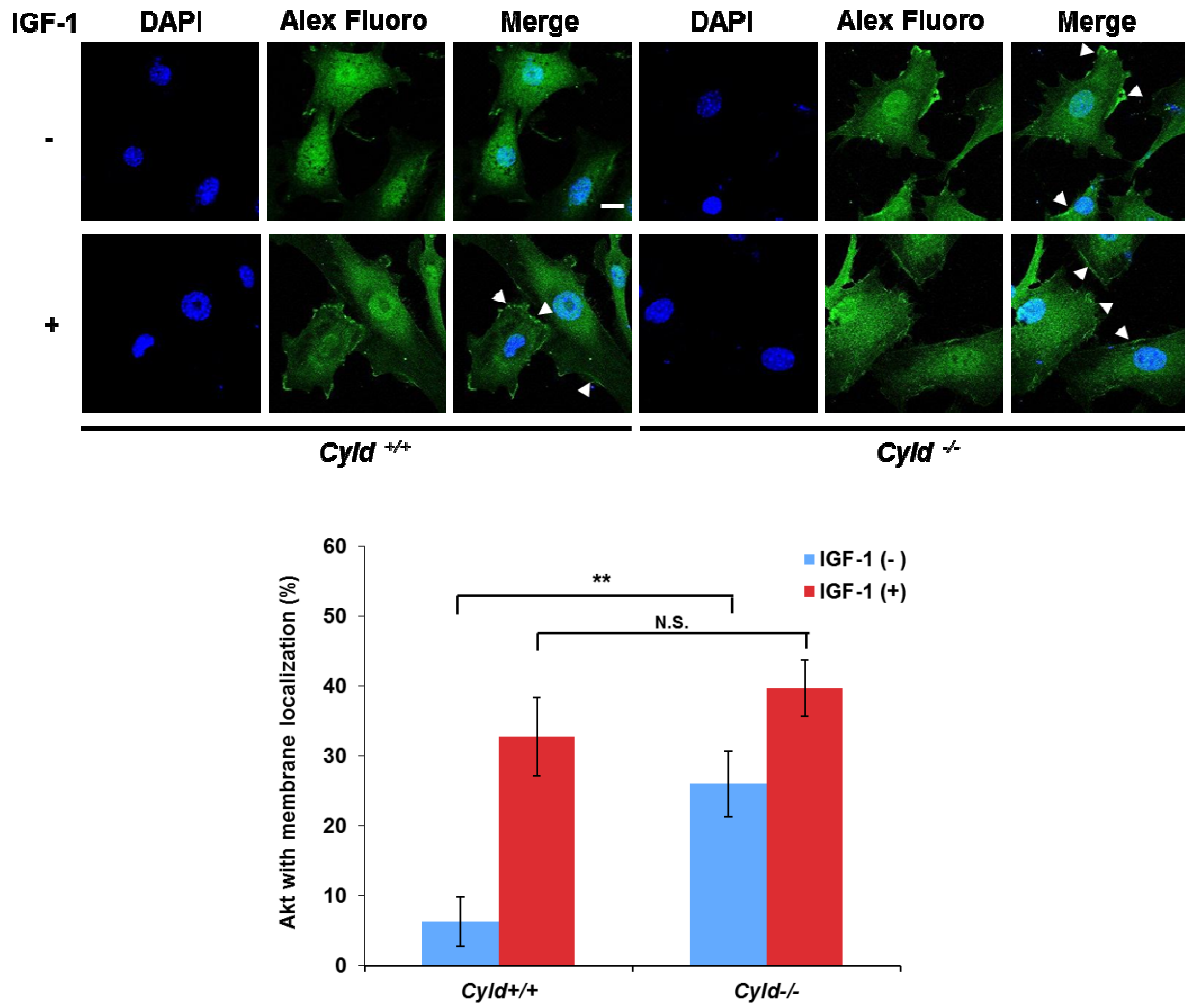 IGF-1 DAPI Alex Fluoro Merge DAPI Alex Fluoro Merge
-
+
Cyld +/+ Cyld -/-
60
50
40
30
20
10
0
Akt with membrane localization (%)
IGF-1 (- )
IGF-1 (+)
**
N.S.
Cyld+/+ Cyld-/-